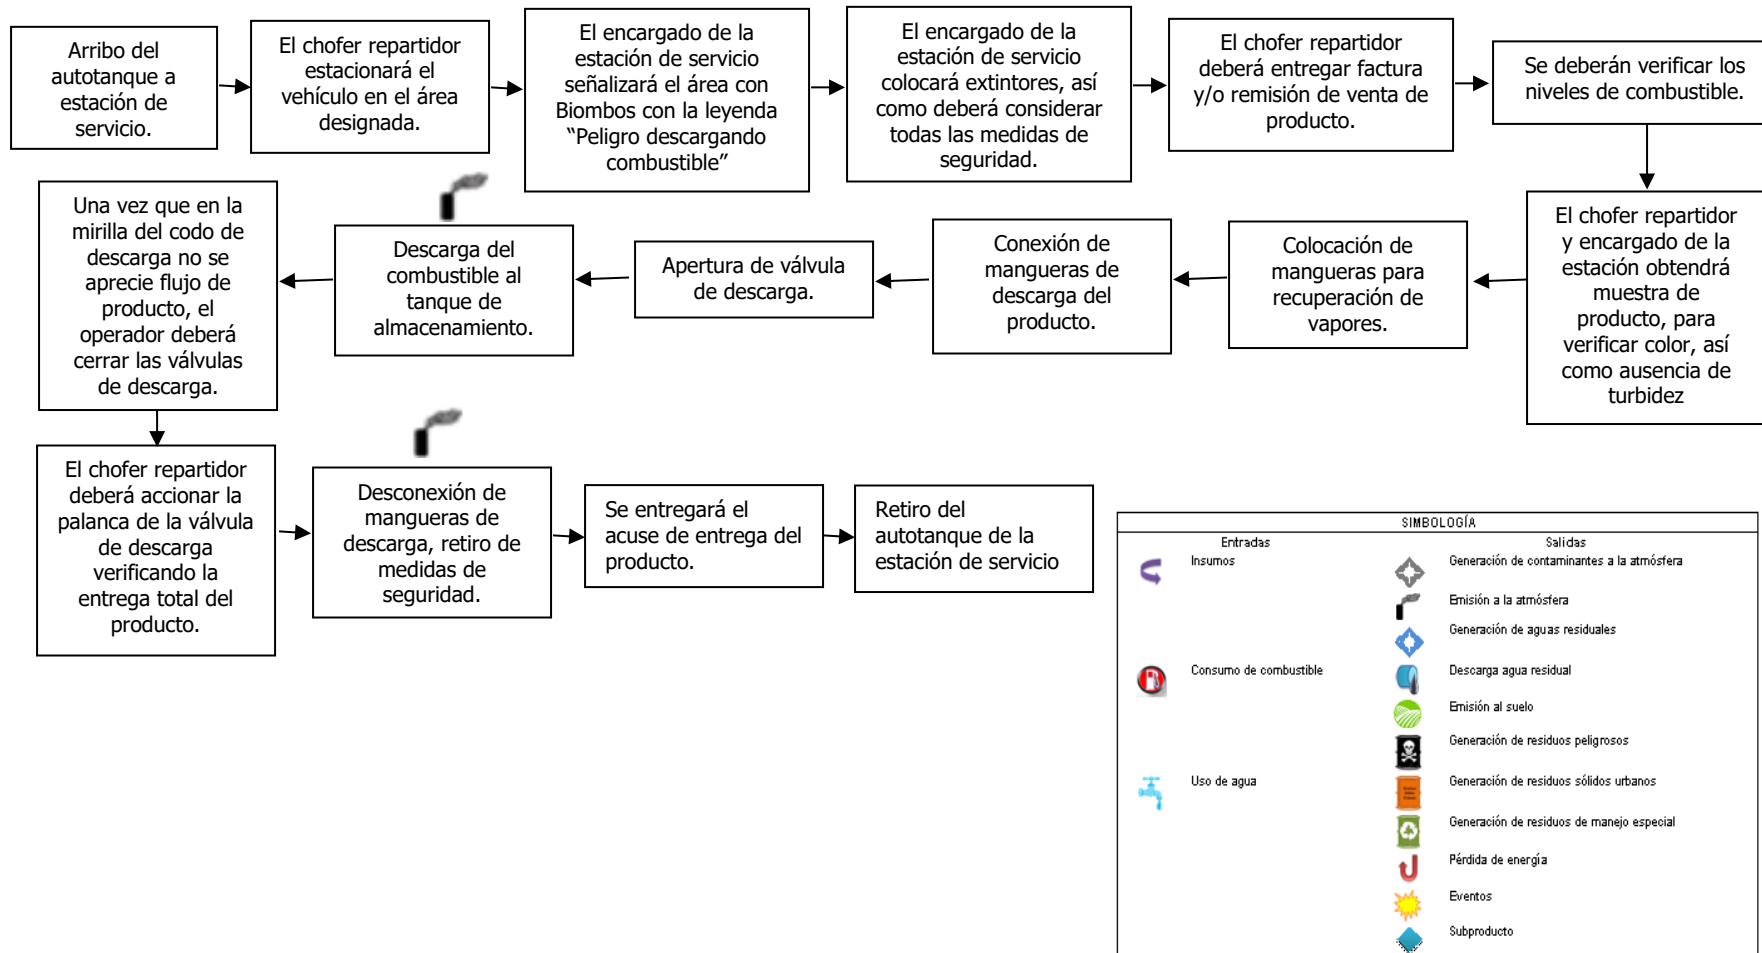 Arribo del
autotanque a
estación de
servicio.
El chofer repartidor
estacionará el
vehículo en el área
designada.
El encargado de la
estación de servicio
señalizará el área con
Biombos con la leyenda
“Peligro descargando
combustible”
El encargado de la
estación de servicio
colocará extintores, así
como deberá considerar
todas las medidas de
seguridad.
El chofer repartidor
deberá entregar factura
y/o remisión de venta de
producto.
Se deberán verificar los
niveles de combustible.
El chofer repartidor
y encargado de la
estación obtendrá
muestra de
producto, para
verificar color, así
como ausencia de
turbidez
Colocación de
mangueras para
recuperación de
vapores.
Conexión de
mangueras de
descarga del
producto.
Apertura de válvula
de descarga.
Descarga del
combustible al
tanque de
almacenamiento.
Una vez que en la
mirilla del codo de
descarga no se
aprecie flujo de
producto, el
operador deberá
cerrar las válvulas
de descarga.
El chofer repartidor
deberá accionar la
palanca de la válvula
de descarga
verificando la
entrega total del
producto.
Desconexión de
mangueras de
descarga, retiro de
medidas de
seguridad.
Se entregará el
acuse de entrega del
producto.
Retiro del
autotanque de la
estación de servicio
SIMBOLOGÍA
Entradas
Insumos
Consumo de combustible
Uso de agua
Salidas
Generación de contaminantes a la atmósfera
Emisión a la atmósfera
Generación de aguas residuales
Descarga agua residual
Emisión al suelo
Generación de residuos peligrosos
Generación de residuos sólidos urbanos
Generación de residuos de manejo especial
Pérdida de energía
Eventos
Subproducto